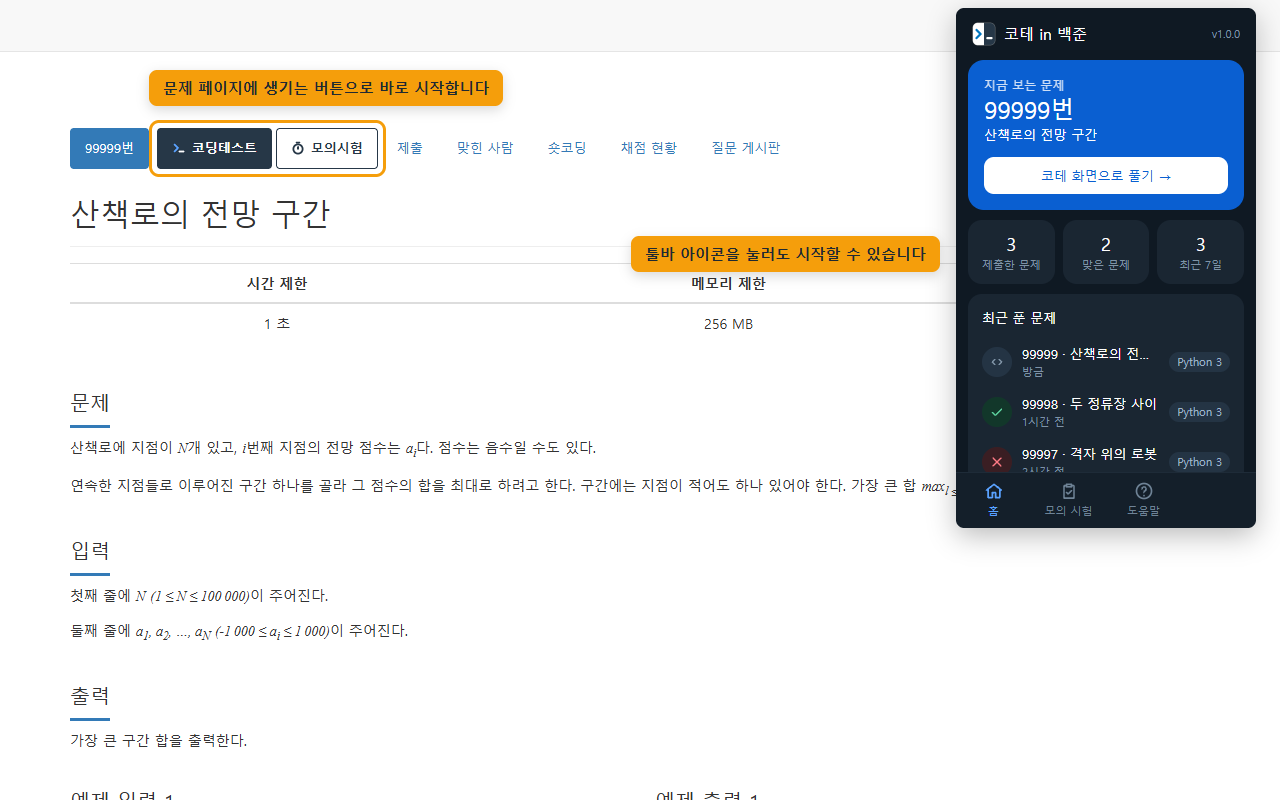 문제 페이지에 생기는 버튼으로 바로 시작합니다
99999번 코딩테스트 모의시험 제출 맞힌 사람 숏코딩 채점 현황 질문 게시판
산책로의 전망 구간
툴바 아이콘을 눌러도 시작할 수 있습니다
시간 제한 메모리 제한
1 초 256 MB
문제
산책로에 지점이 N개 있고, i번째 지점의 전망 점수는 a_i다. 점수는 음수일 수도 있다.
연속한 지점들로 이루어진 구간 하나를 골라 그 점수의 합을 최대로 하려고 한다. 구간에는 지점이 적어도 하나 있어야 한다. 가장 큰 합 max_1 ≤
입력
첫째 줄에 N (1 ≤ N ≤ 100 000)이 주어진다.
둘째 줄에 a_1, a_2, ..., a_N (-1 000 ≤ a_i ≤ 1 000)이 주어진다.
출력
가장 큰 구간 합을 출력한다.
예제 입력 1 예제 출력 1
코테 in 백준 v1.0.0
지금 보는 문제
99999번
산책로의 전망 구간
코테 화면으로 풀기 →
3 2 3
제출한 문제 맞은 문제 최근 7일
최근 푼 문제
99999 · 산책로의 전... Python 3
방금
99998 · 두 정류장 사이 Python 3
1시간 전
99997 · 격자 위의 로봇 Python 3
홈 모의 시험 도움말